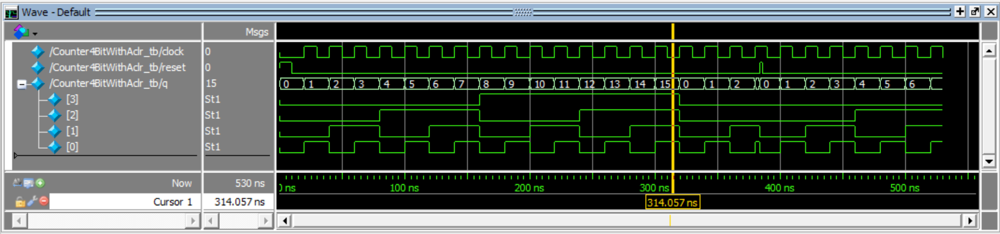 Wave - Default
Msgs
/Counter4BitWithAclr_tb/clock 0
/Counter4BitWithAclr_tb/reset 0
/Counter4BitWithAclr_tb/q 15 0 1 2 3 4 5 6 7 8 9 10 11 12 13 14 15 0 1 2 0 1 2 3 4 5 6
[3] St1
[2] St1
[1] St1
[0] St1
Now 530 ns ns 100 ns 200 ns 300 ns 400 ns 500 ns
Cursor 1 314.057 ns 314.057 ns